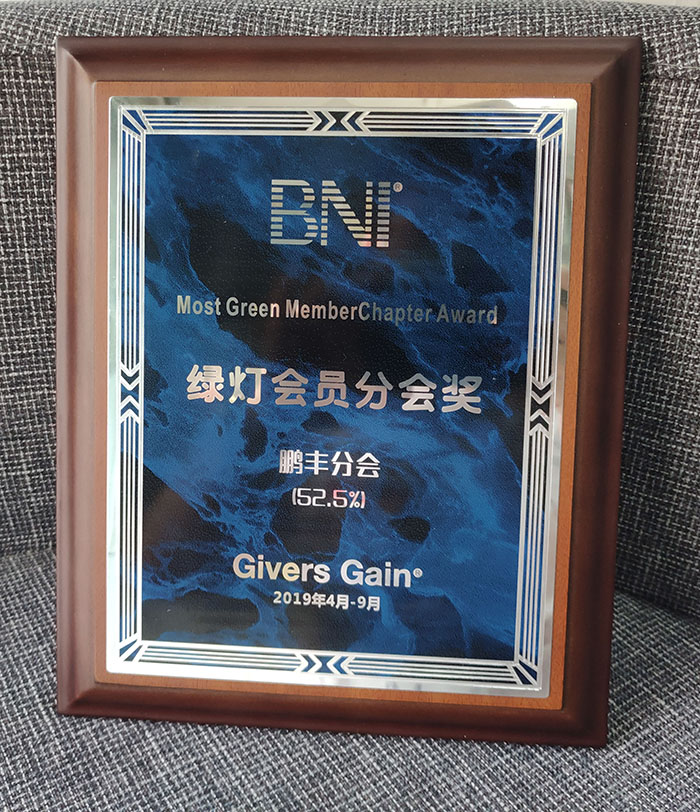 BNI®
Most Green MemberChapter Award
绿灯会员分会奖
鹏丰分会
(52.5%)
Givers Gain®
2019年4月-9月